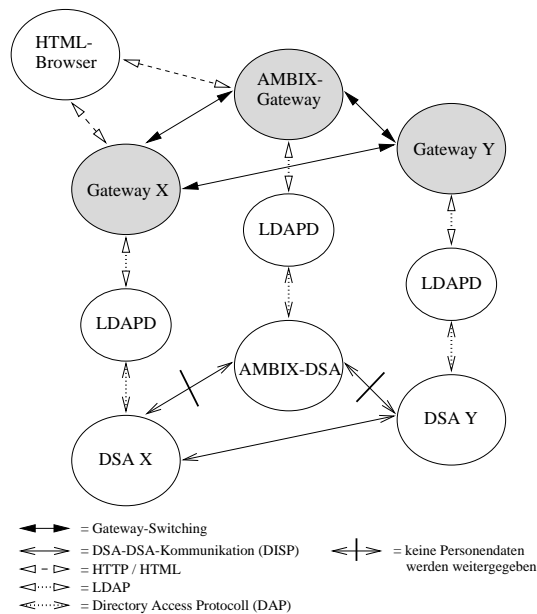 HTML-
Browser
AMBIX-
Gateway
Gateway Y
Gateway X
LDAPD
LDAPD
LDAPD
AMBIX-DSA
DSA Y
DSA X
= Gateway-Switching
= DSA-DSA-Kommunikation (DISP)
= HTTP / HTML
= LDAP
= Directory Access Protocoll (DAP)
= keine Personendaten
werden weitergegeben